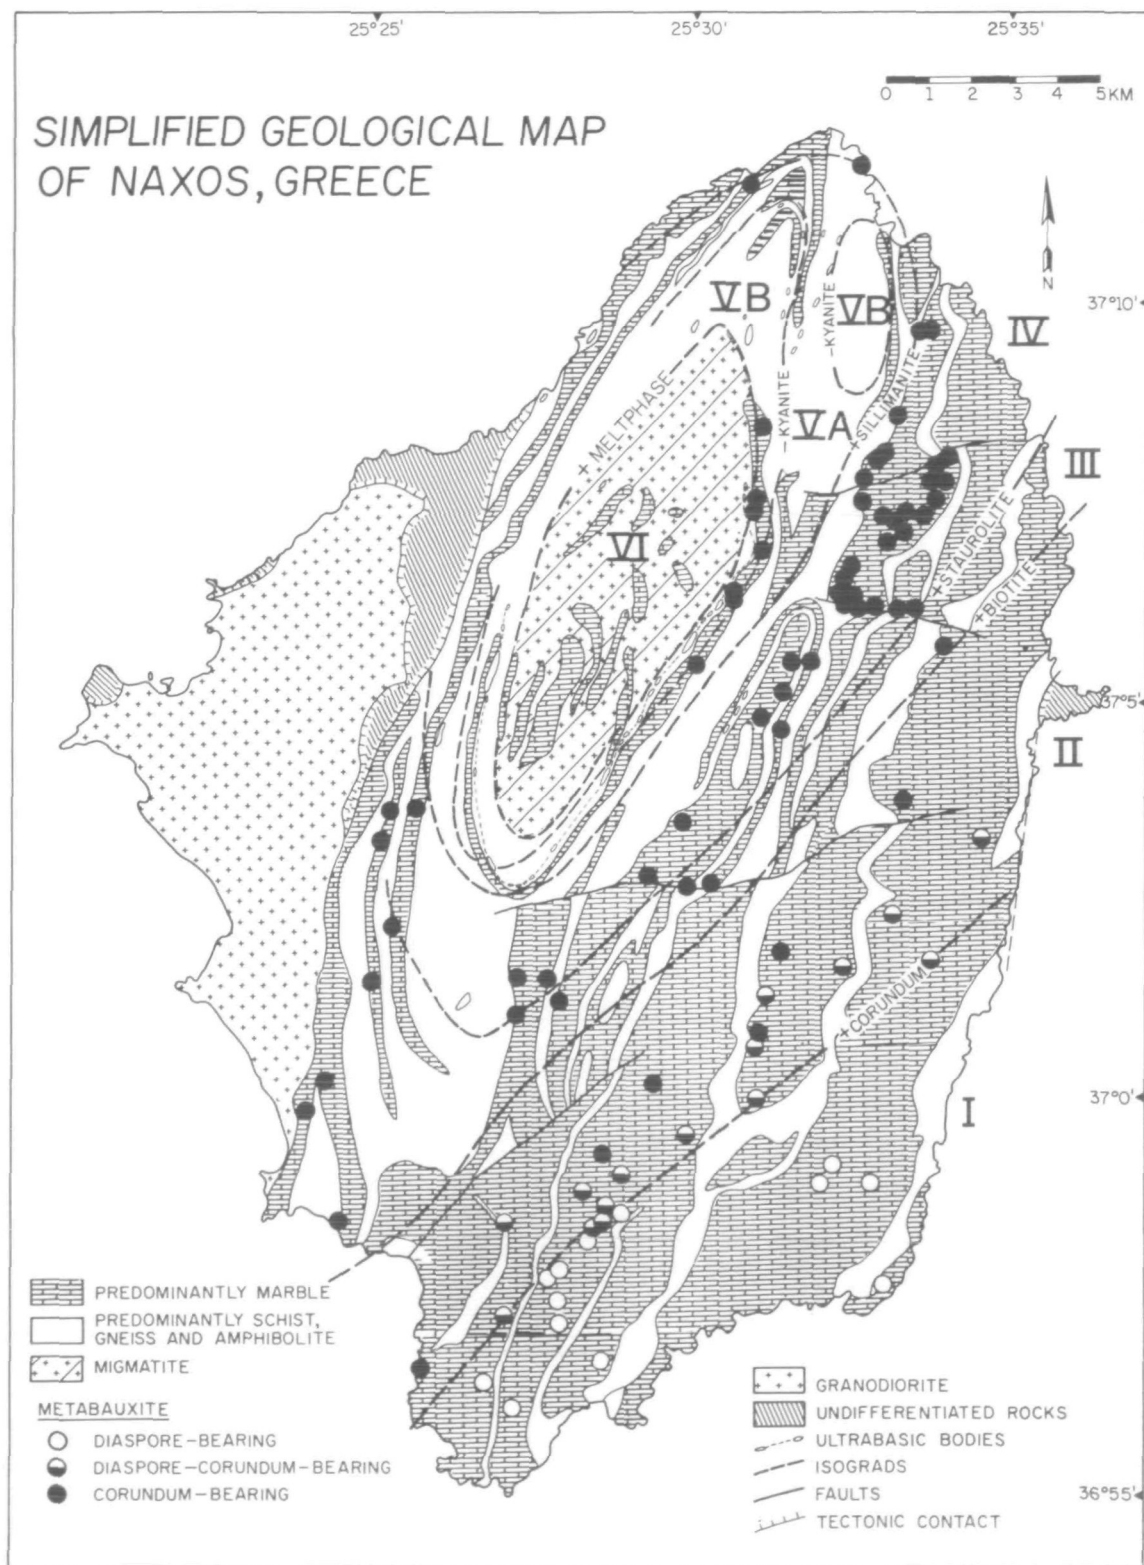 25°25'
25°30'
25°35'
0 1 2 3 4 5 KM
SIMPLIFIED GEOLOGICAL MAP
OF NAXOS, GREECE
N
37°10'
VB
VB
KYANITE
IV
+ MELTPHASE
KYANITE
VA
+ SILLIMANITE
III
VI
+ STAUROLITE
+ BIOTITE
37°5'
II
+ CORUNDUM
37°0'
I
PREDOMINANTLY MARBLE
PREDOMINANTLY SCHIST,
GNEISS AND AMPHIBOLITE
MIGMATITE
METABAUXITE
DIASPORE-BEARING
DIASPORE-CORUNDUM-BEARING
CORUNDUM-BEARING
GRANODIORITE
UNDIFFERENTIATED ROCKS
ULTRABASIC BODIES
ISOGRADS
FAULTS
TECTONIC CONTACT
36°55'